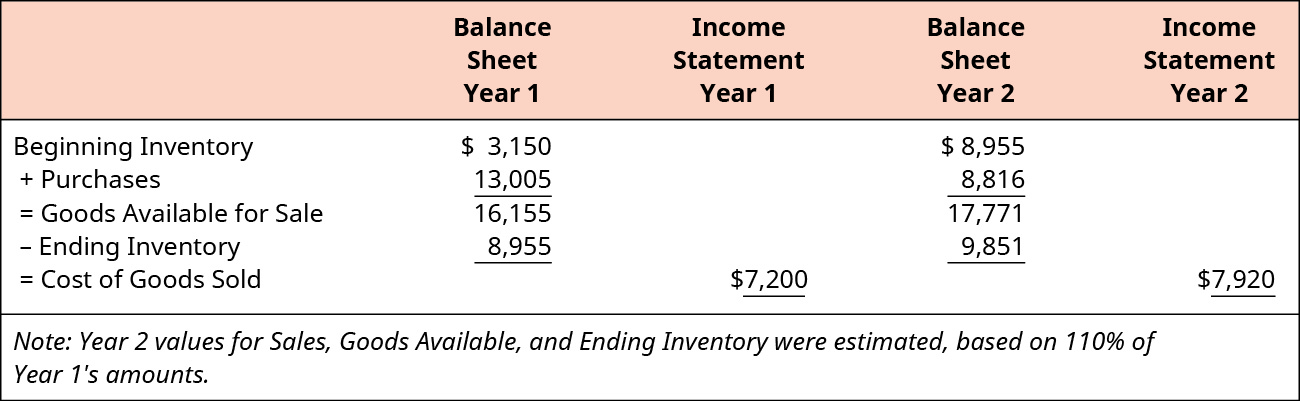 Balance Income Balance Income
Sheet Statement Sheet Statement
Year 1 Year 1 Year 2 Year 2
Beginning Inventory $ 3,150 $ 8,955
+ Purchases 13,005 8,816
= Goods Available for Sale 16,155 17,771
– Ending Inventory 8,955 9,851
= Cost of Goods Sold $7,200 $7,920
Note: Year 2 values for Sales, Goods Available, and Ending Inventory were estimated, based on 110% of
Year 1's amounts.